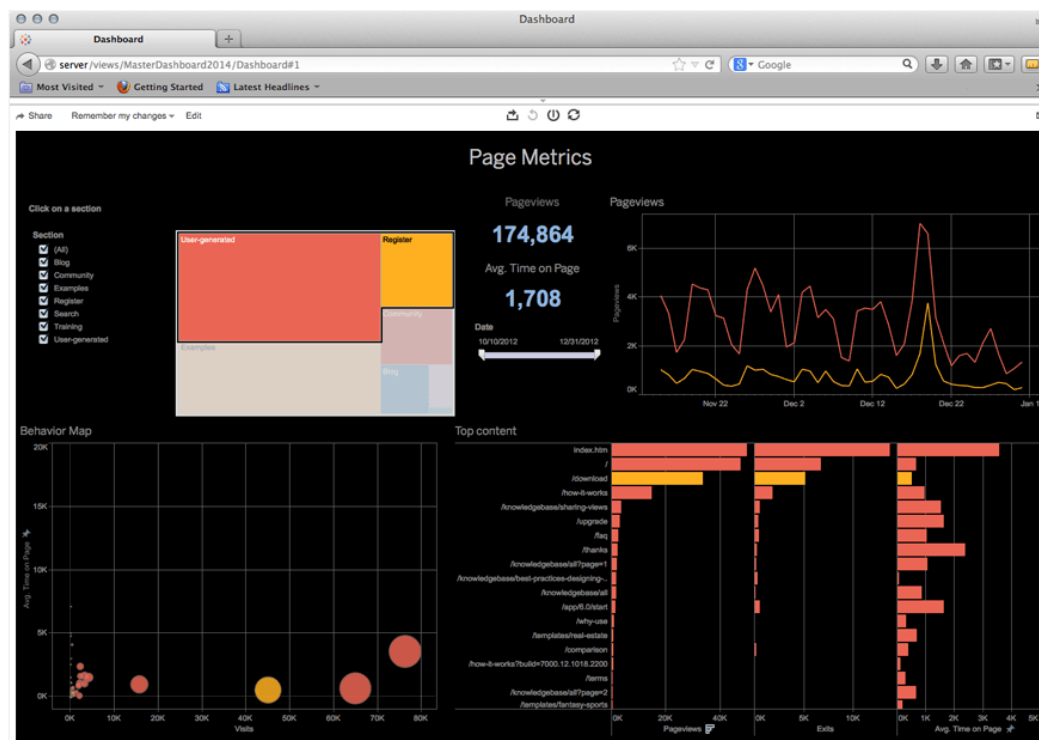 Dashboard
Dashboard
server/views/MasterDashboard2014/Dashboard#1
Google
Most Visited
Getting Started
Latest Headlines
Share
Remember my changes
Edit
Page Metrics
Click on a section
Section
(All)
Blog
Community
Examples
Register
Search
Training
User-generated
User-generated
Register
Community
Examples
Blog
Pageviews
174,864
Avg. Time on Page
1,708
Date
10/10/2012 12/31/2012
Pageviews
Pageviews
6K
4K
2K
0K
Nov 22 Dec 2 Dec 12 Dec 22 Jan 1
Behavior Map
Avg. Time on Page
20K
15K
10K
5K
0K
0K 10K 20K 30K 40K 50K 60K 70K 80K
Visits
Top content
index.htm
/
/download
/how-it-works
/knowledgebase/sharing-views
/upgrade
/faq
/thanks
/knowledgebase/all?page=1
/knowledgebase/best-practices-designing-..
/knowledgebase/all
/app/6.0/start
/why-use
/templates/real-estate
/comparison
/how-it-works?build=7000.12.1018.2200
/terms
/knowledgebase/all?page=2
/templates/fantasy-sports
0K 20K 40K 0K 5K 10K 0K 1K 2K 3K 4K 5K
Pageviews Exits Avg. Time on Page